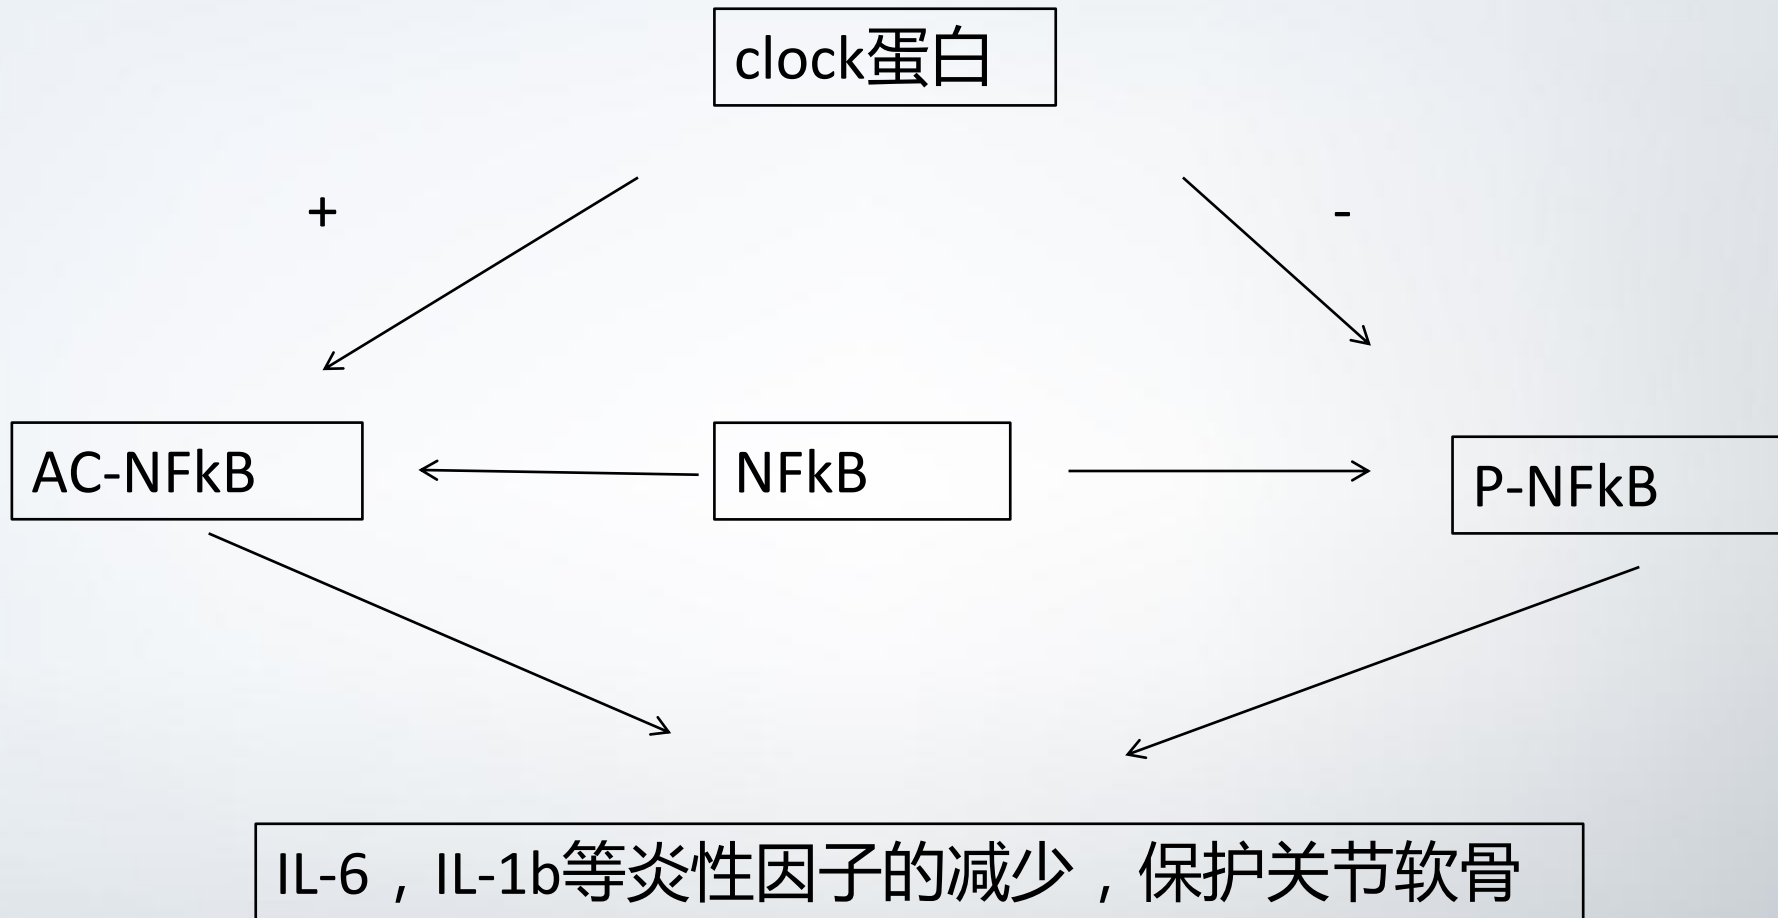 clock蛋白
+
-
AC-NFkB
NFkB
P-NFkB
IL-6，IL-1b等炎性因子的减少，保护关节软骨